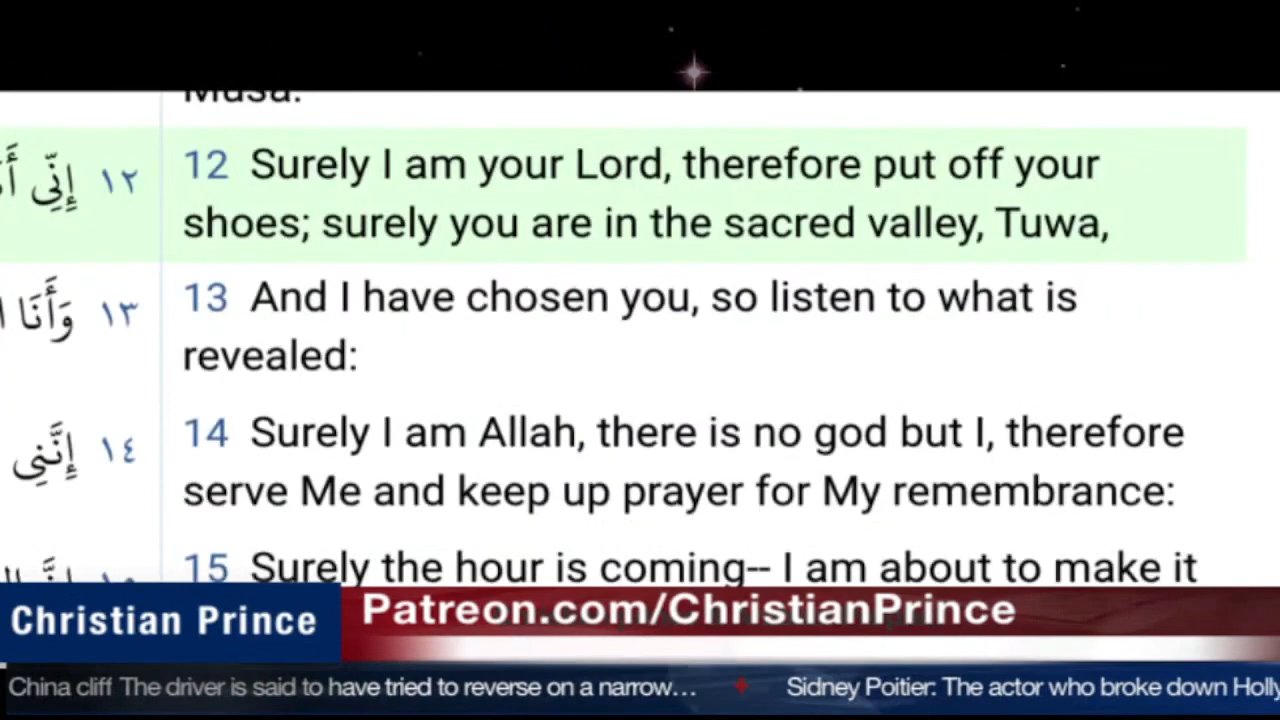 Musa.
إِنِّي ١٢
12 Surely I am your Lord, therefore put off your
shoes; surely you are in the sacred valley, Tuwa,
وَأَنَا ١٣
13 And I have chosen you, so listen to what is
revealed:
إِنَّنِي ١٤
14 Surely I am Allah, there is no god but I, therefore
serve Me and keep up prayer for My remembrance:
15 Surely the hour is coming-- I am about to make it
Christian Prince
Patreon.com/ChristianPrince
China cliff The driver is said to have tried to reverse on a narrow... Sidney Poitier: The actor who broke down Holly